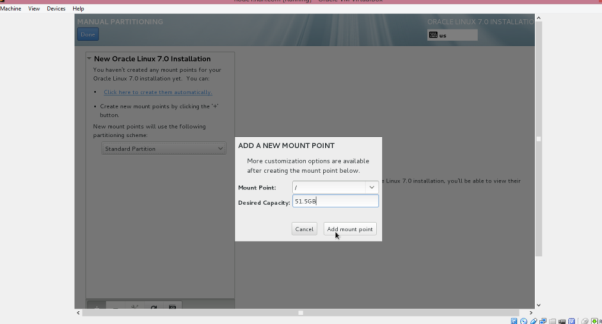 Machine View Devices Help
MANUAL PARTITIONING
ORACLE LINUX 7.0 INSTALLATIO
Done
us
New Oracle Linux 7.0 Installation
You haven't created any mount points for your
Oracle Linux 7.0 installation yet. You can:
Click here to create them automatically.
Create new mount points by clicking the '+'
button.
New mount points will use the following
partitioning scheme:
Standard Partition
ADD A NEW MOUNT POINT
More customization options are available
after creating the mount point below.
Mount Point: /
Desired Capacity: 51.5GB
Cancel Add mount point
Linux 7.0 installation, you'll be able to view their